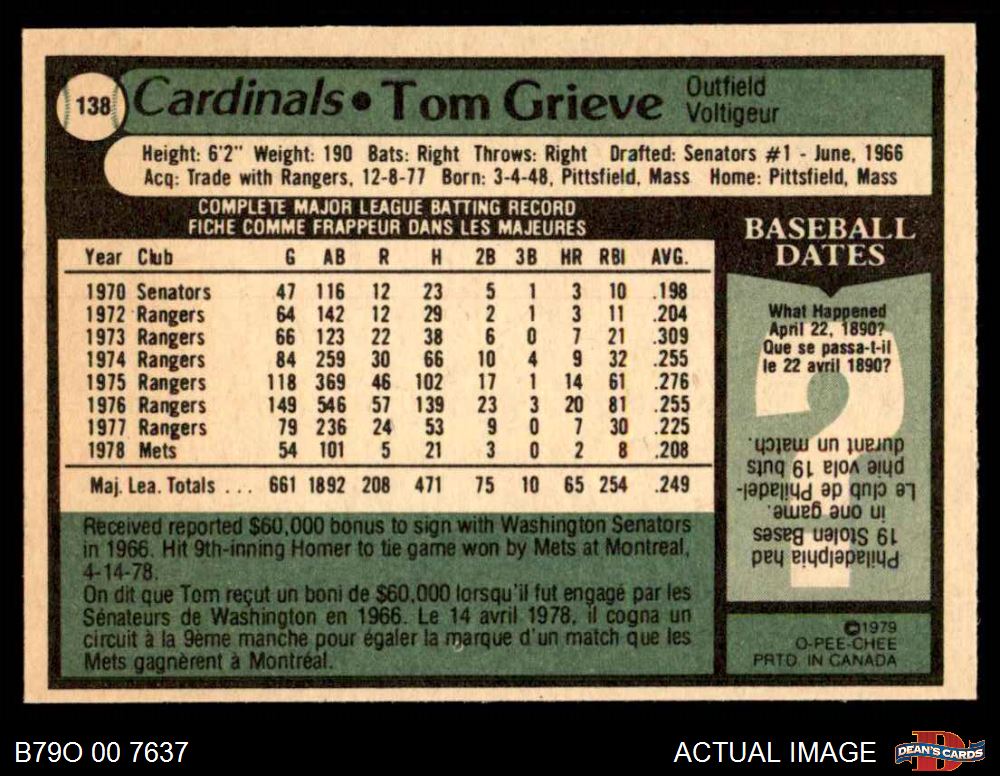 138 Cardinals • Tom Grieve Outfield
Voltigeur
Height: 6'2" Weight: 190 Bats: Right Throws: Right Drafted: Senators #1 - June, 1966
Acq: Trade with Rangers, 12-8-77 Born: 3-4-48, Pittsfield, Mass Home: Pittsfield, Mass
COMPLETE MAJOR LEAGUE BATTING RECORD
FICHE COMME FRAPPEUR DANS LES MAJEURES
Year Club G AB R H 2B 3B HR RBI AVG.
1970 Senators 47 116 12 23 5 1 3 10 .198
1972 Rangers 64 142 12 29 2 1 3 11 .204
1973 Rangers 66 123 22 38 6 0 7 21 .309
1974 Rangers 84 259 30 66 10 4 9 32 .255
1975 Rangers 118 369 46 102 17 1 14 61 .276
1976 Rangers 149 546 57 139 23 3 20 81 .255
1977 Rangers 79 236 24 53 9 0 7 30 .225
1978 Mets 54 101 5 21 3 0 2 8 .208
Maj. Lea. Totals ... 661 1892 208 471 75 10 65 254 .249
Received reported $60,000 bonus to sign with Washington Senators
in 1966. Hit 9th-inning Homer to tie game won by Mets at Montreal,
4-14-78.
On dit que Tom reçut un boni de $60,000 lorsqu'il fut engagé par les
Sénateurs de Washington en 1966. Le 14 avril 1978, il cogna un
circuit à la 9ème manche pour égaler la marque d'un match que les
Mets gagnèrent à Montréal.
BASEBALL
DATES
What Happened
April 22, 1890?
Que se passa-t-il
le 22 avril 1890?
Philadelphia had
19 Stolen Bases
in one game.
Le club de Philadel-
phie vola 19 buts
durant un match.
©1979
O-PEE-CHEE
PRTD. IN CANADA
B79O 00 7637
ACTUAL IMAGE
DEAN'S CARDS